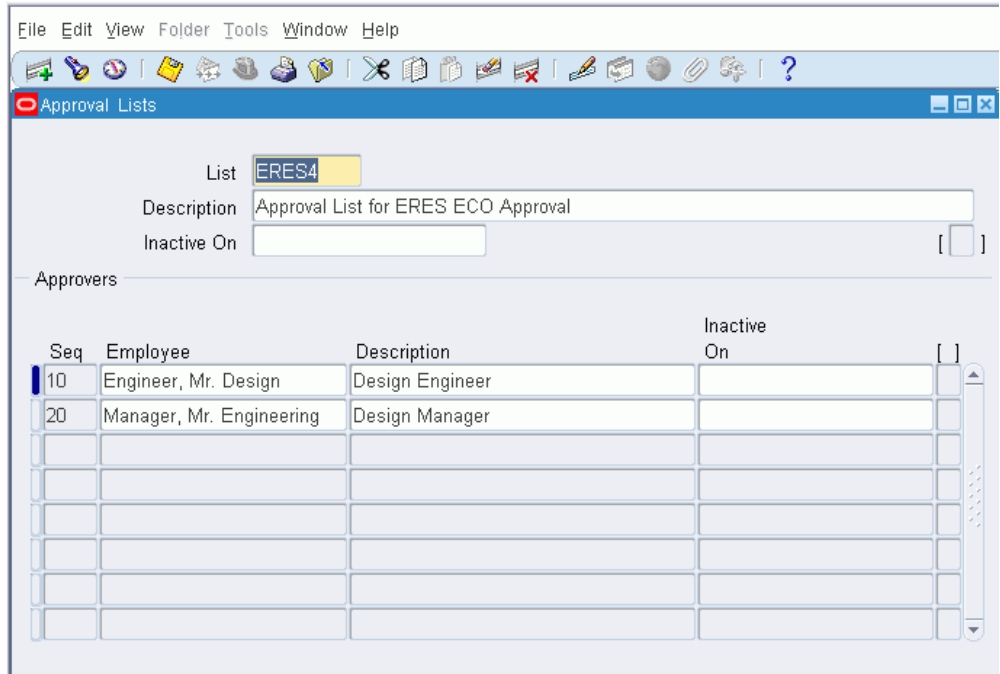 File Edit View Folder Tools Window Help
?
Approval Lists
List ERES4
Description Approval List for ERES ECO Approval
Inactive On [ ]
Approvers
Inactive
Seq Employee Description On [ ]
10 Engineer, Mr. Design Design Engineer
20 Manager, Mr. Engineering Design Manager